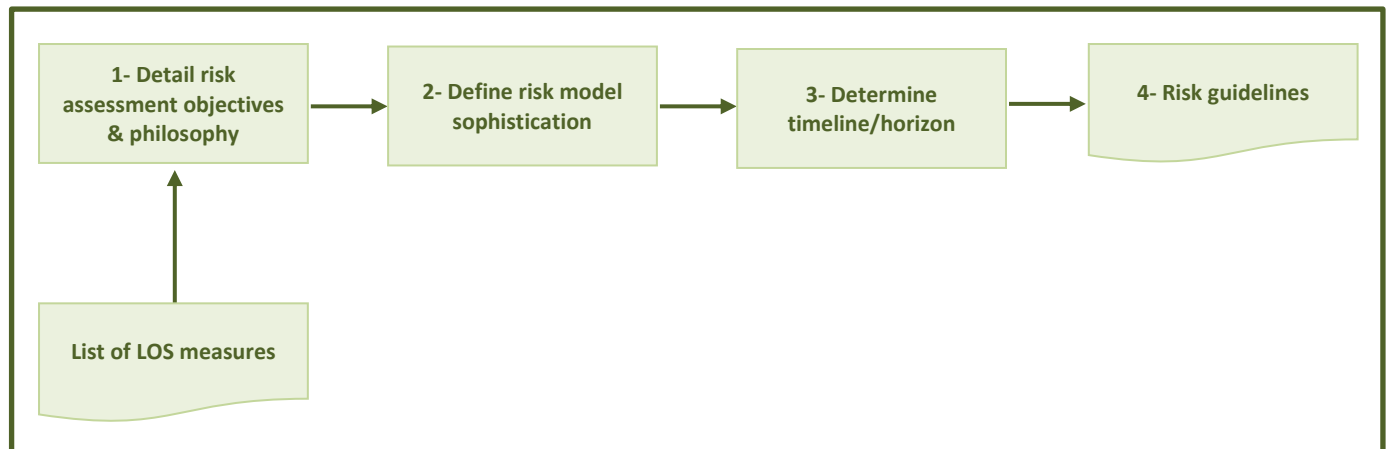 1- Detail risk
assessment objectives
& philosophy
2- Define risk model
sophistication
3- Determine
timeline/horizon
4- Risk guidelines
List of LOS measures